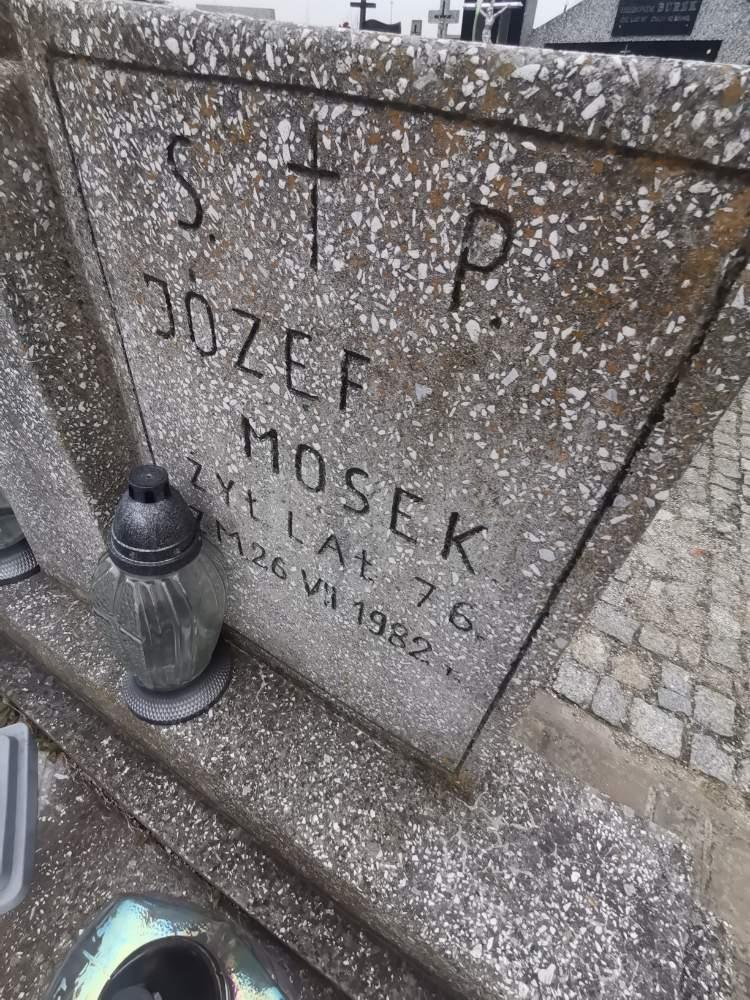 Ś. † P.
JÓZEF
MOSEK
ŻYŁ LAT 76.
ZM. 26 VII 1982 r.